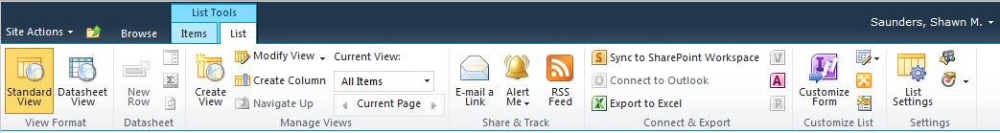 List Tools
Saunders, Shawn M.
Site Actions
Browse
Items
List
Standard View
Datasheet View
New Row
Create View
Modify View
Create Column
Navigate Up
Current View:
All Items
Current Page
E-mail a Link
Alert Me
RSS Feed
Sync to SharePoint Workspace
Connect to Outlook
Export to Excel
Customize Form
List Settings
View Format
Datasheet
Manage Views
Share & Track
Connect & Export
Customize List
Settings